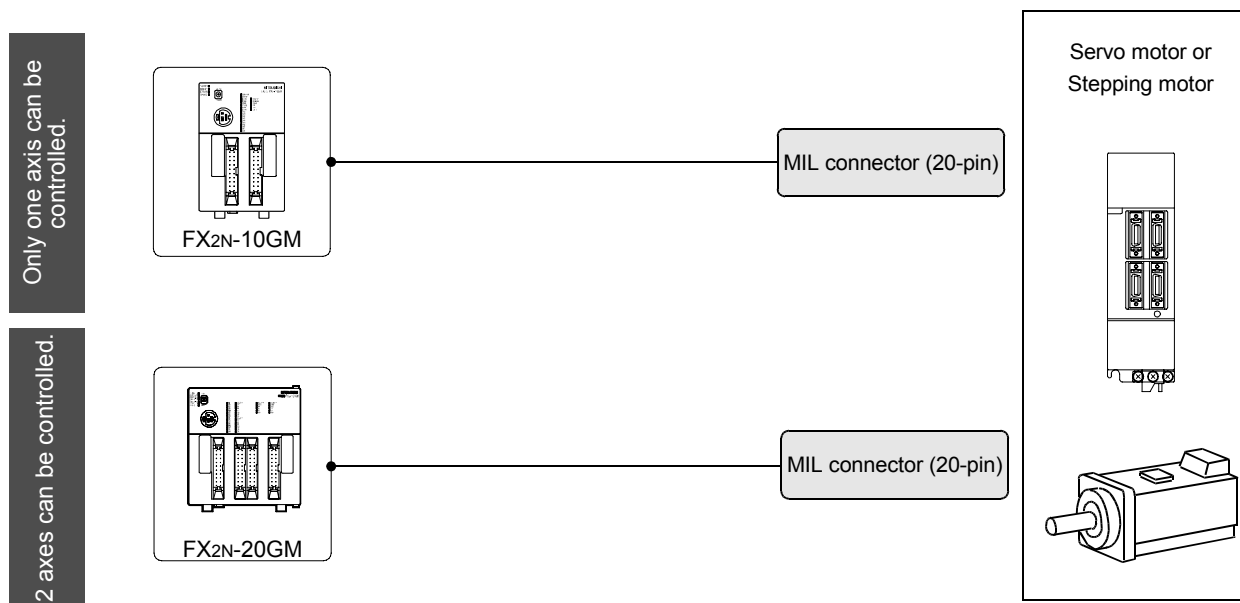 Only one axis can be
controlled.
FX2N-10GM
MIL connector (20-pin)
2 axes can be controlled.
FX2N-20GM
MIL connector (20-pin)
Servo motor or
Stepping motor